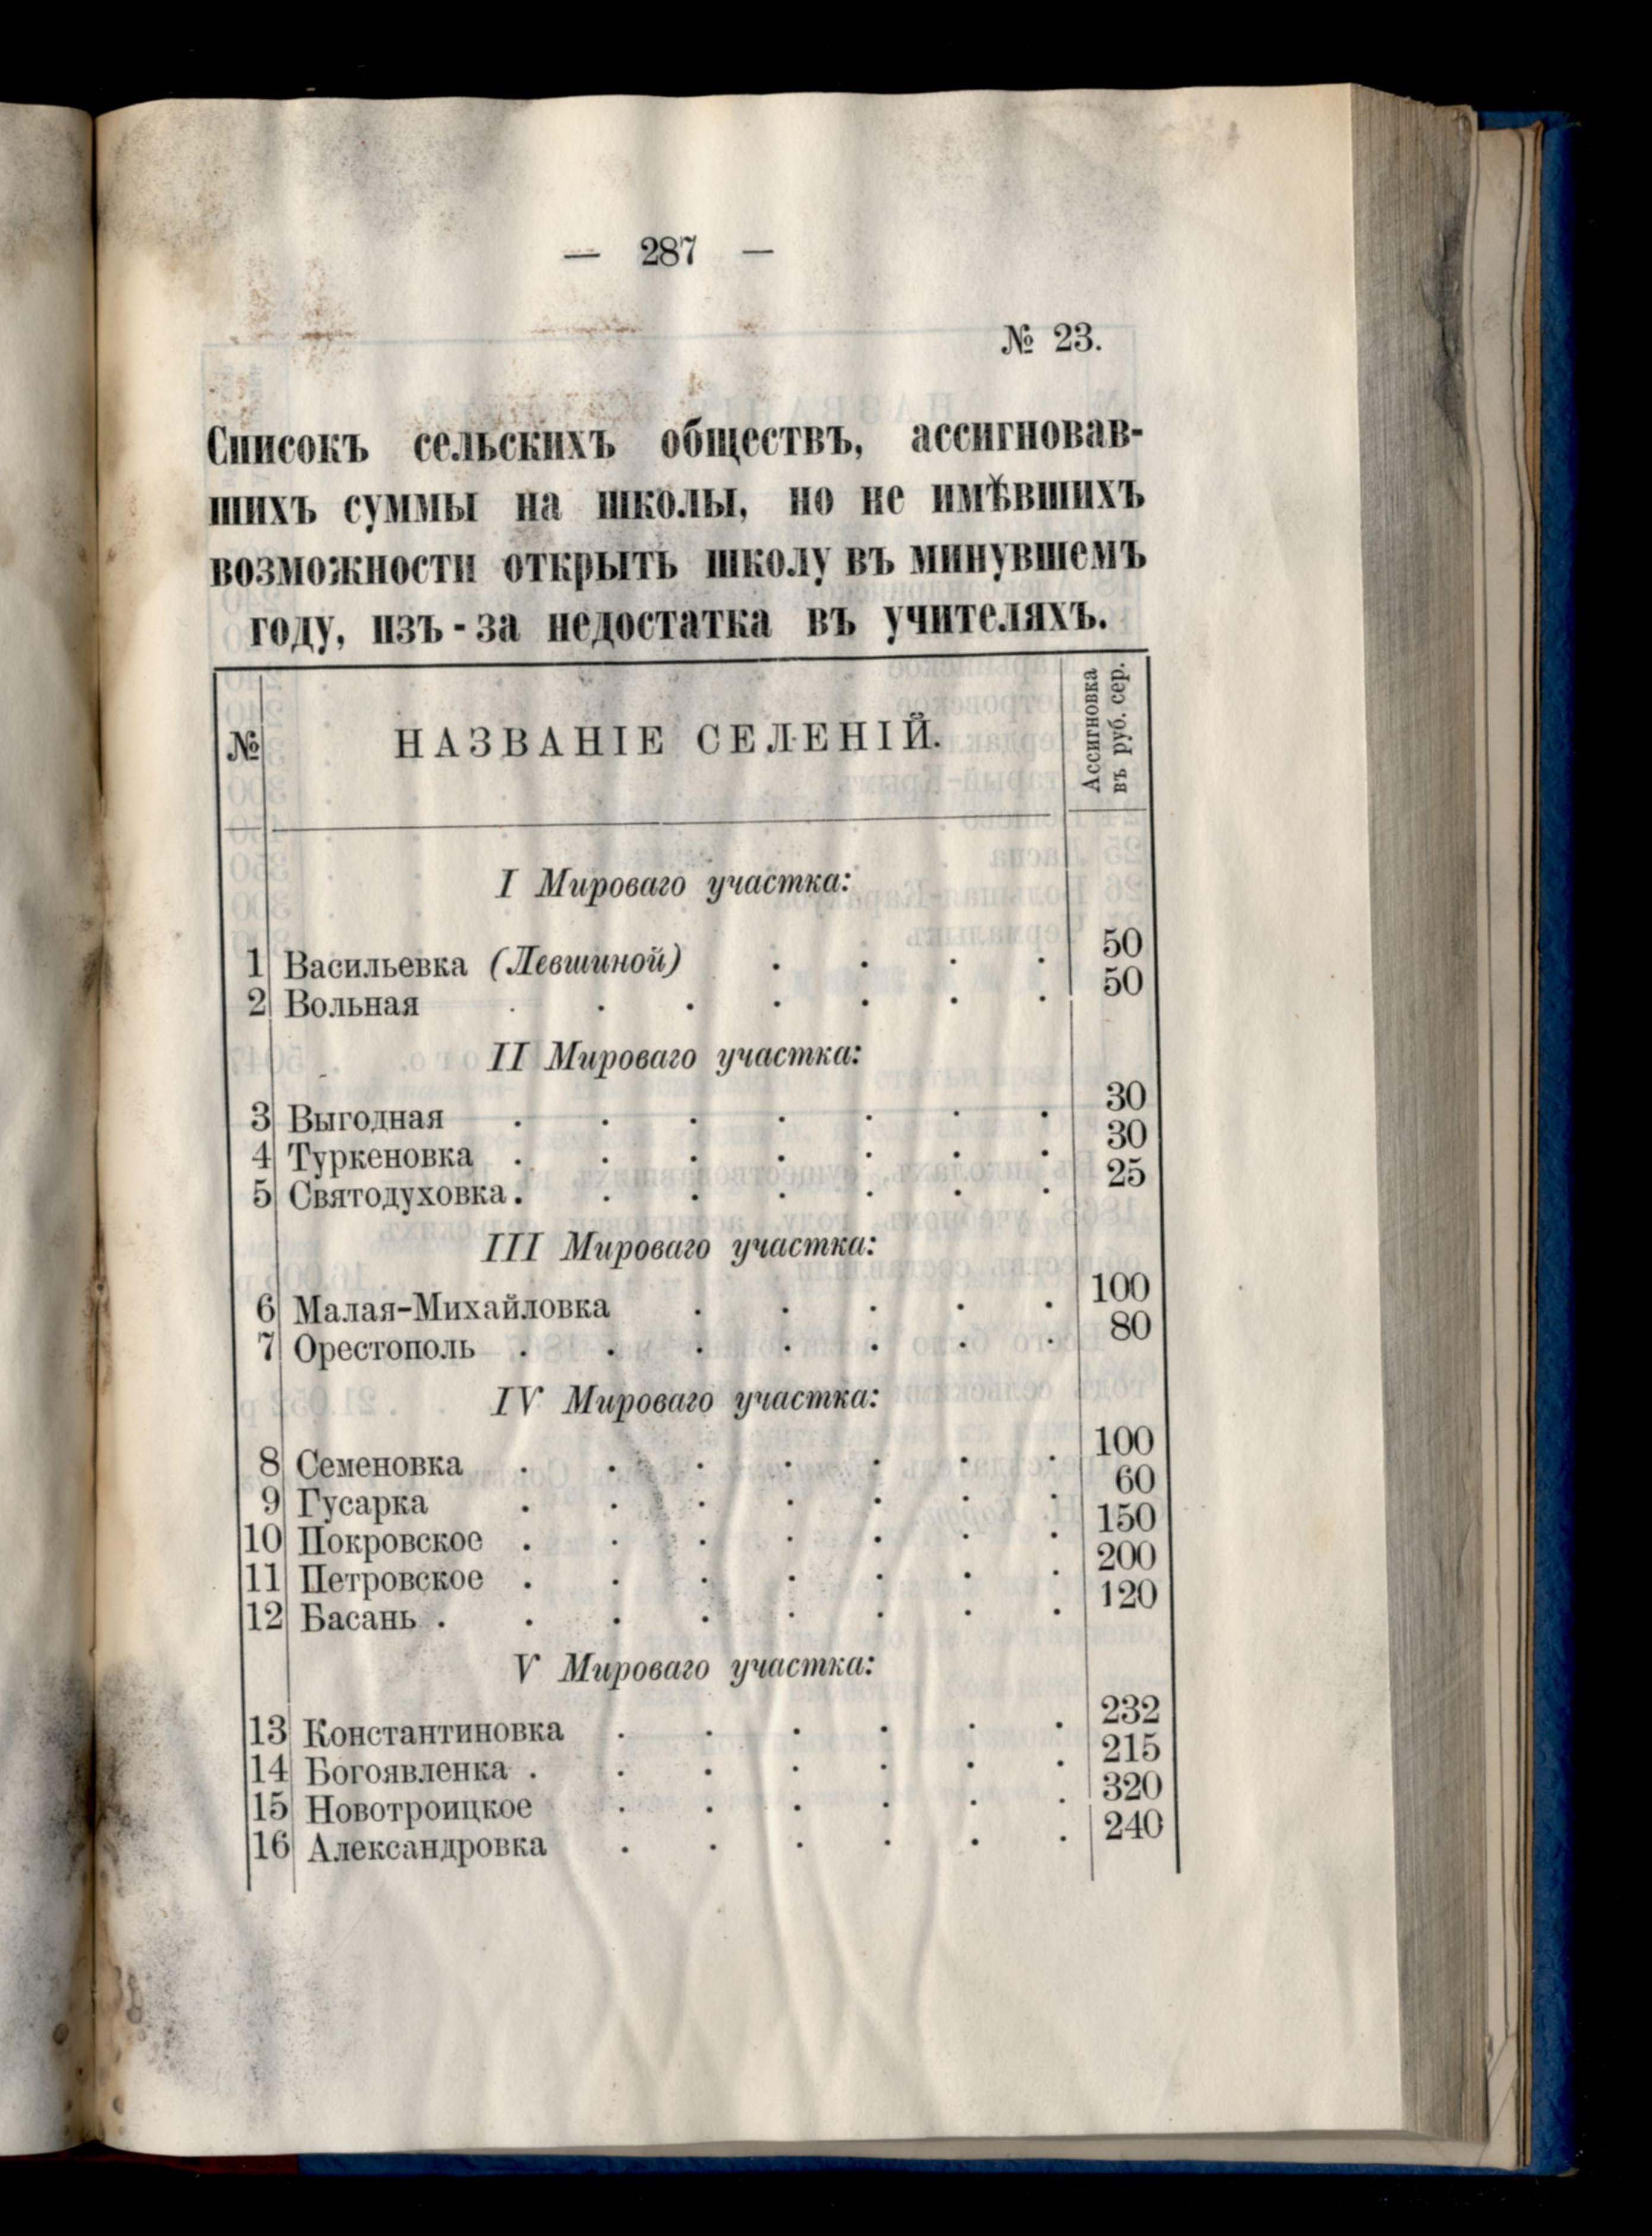 — 287 —
№ 23.
Списокъ сельскихъ обществъ, ассигновав-
шихъ суммы на школы, но не имѣвшихъ
возможности открыть школу въ минувшемъ
году, изъ-за недостатка въ учителяхъ.
№ НАЗВАНІЕ СЕЛЕНІЙ. Ассигновка
въ руб. сер.
I Мироваго участка:
1 Васильевка (Левшиной) . . . . 50
2 Вольная . . . . . . . 50
II Мироваго участка:
3 Выгодная . . . . . . . 30
4 Туркеновка . . . . . . . 30
5 Святодуховка . . . . . . . 25
III Мироваго участка:
6 Малая-Михайловка . . . . . 100
7 Орестополь . . . . . . . 80
IV Мироваго участка:
8 Семеновка . . . . . . . 100
9 Гусарка . . . . . . . 60
10 Покровское . . . . . . . 150
11 Петровское . . . . . . . 200
12 Басань . . . . . . . . 120
V Мироваго участка:
13 Константиновка . . . . . . 232
14 Богоявленка . . . . . . . 215
15 Новотроицкое . . . . . . 320
16 Александровка . . . . . . 240